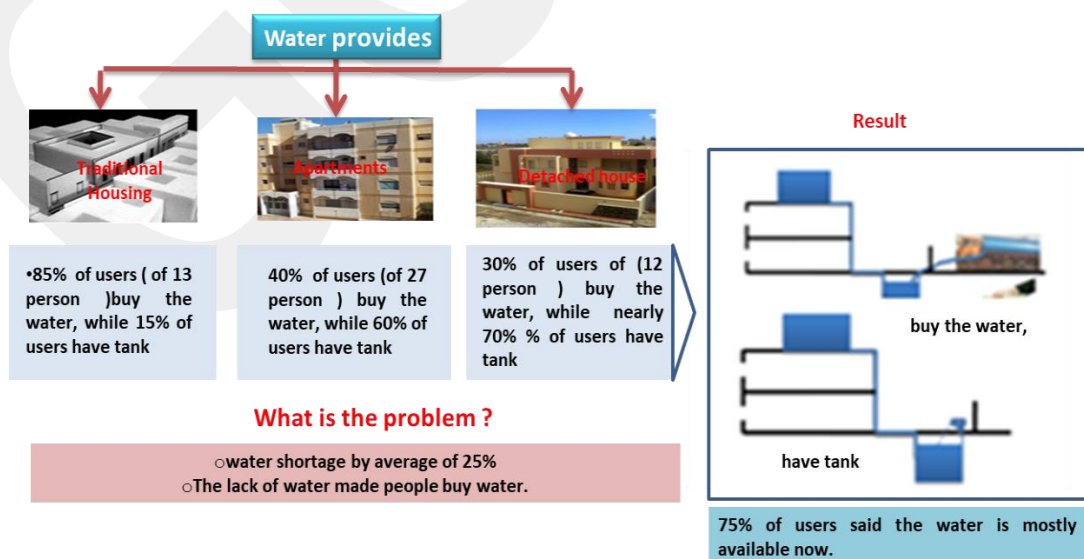 Water provides
Traditional
Housing
Apartments
Detached house
•85% of users ( of 13
person )buy the
water, while 15% of
users have tank
40% of users (of 27
person ) buy the
water, while 60% of
users have tank
30% of users of (12
person ) buy the
water, while nearly
70% % of users have
tank
Result
buy the water,
have tank
75% of users said the water is mostly
available now.
What is the problem ?
○water shortage by average of 25%
○The lack of water made people buy water.